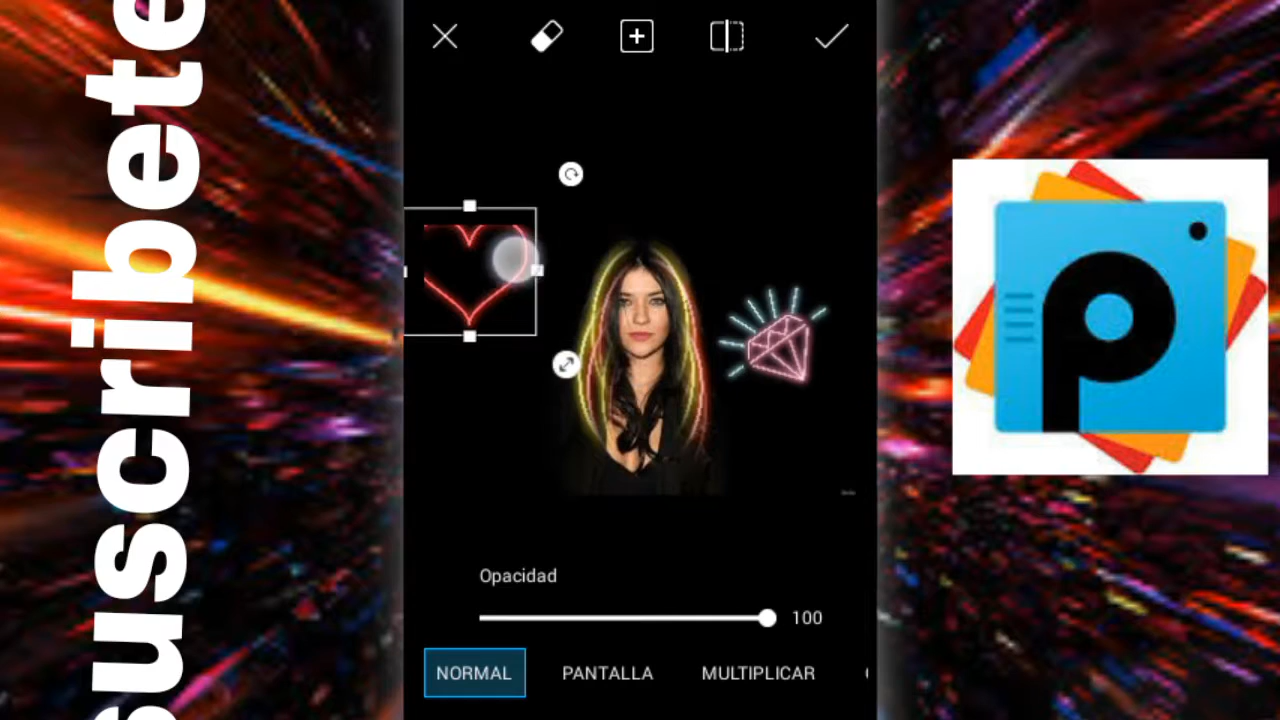 suscribete
Opacidad
100
NORMAL
PANTALLA
MULTIPLICAR